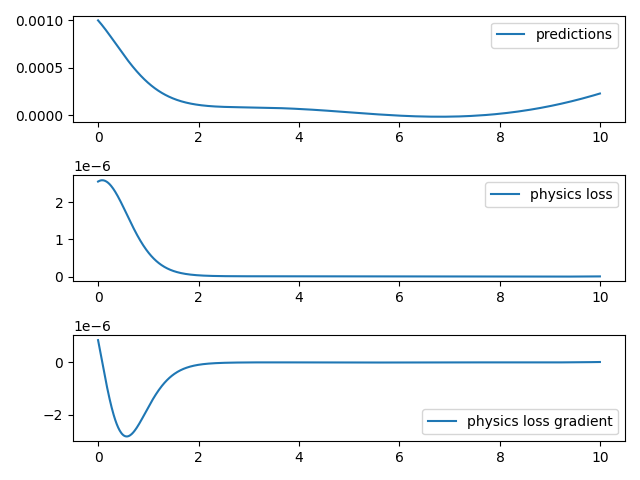 0.0010
0.0005
0.0000
predictions
0 2 4 6 8 10
1e−6
2
1
0
physics loss
0 2 4 6 8 10
1e−6
0
−2
physics loss gradient
0 2 4 6 8 10